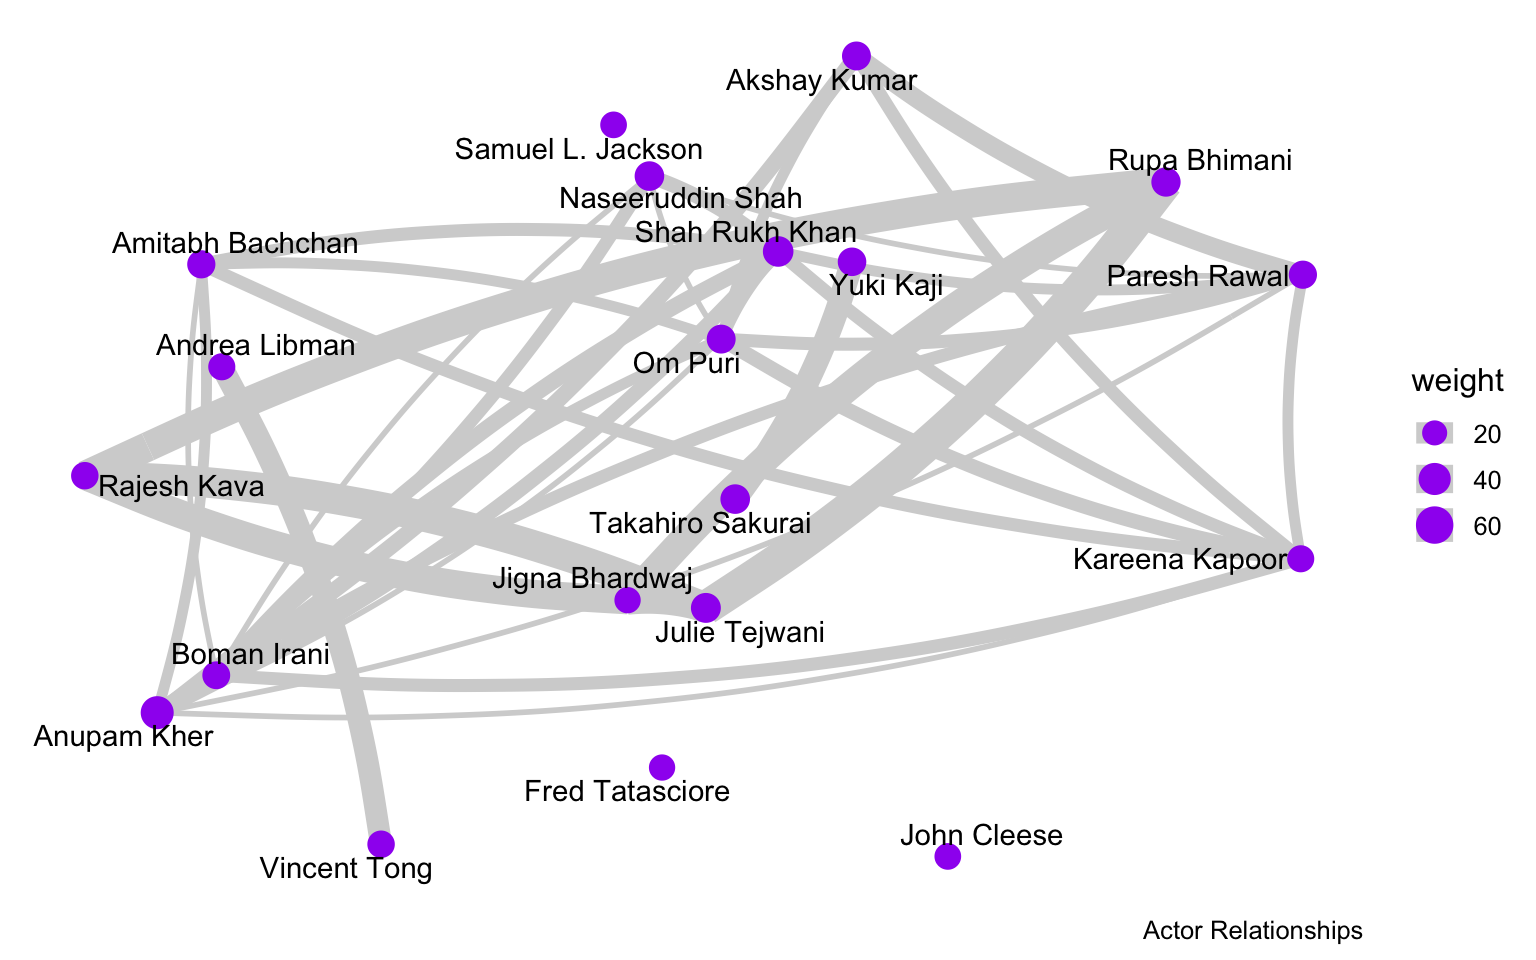 Akshay Kumar
Samuel L. Jackson
Rupa Bhimani
Naseeruddin Shah
Shah Rukh Khan
Amitabh Bachchan
Paresh Rawal
Yuki Kaji
Andrea Libman
Om Puri
weight
20
40
60
Rajesh Kava
Takahiro Sakurai
Kareena Kapoor
Jigna Bhardwaj
Julie Tejwani
Boman Irani
Anupam Kher
Fred Tatasciore
John Cleese
Vincent Tong
Actor Relationships